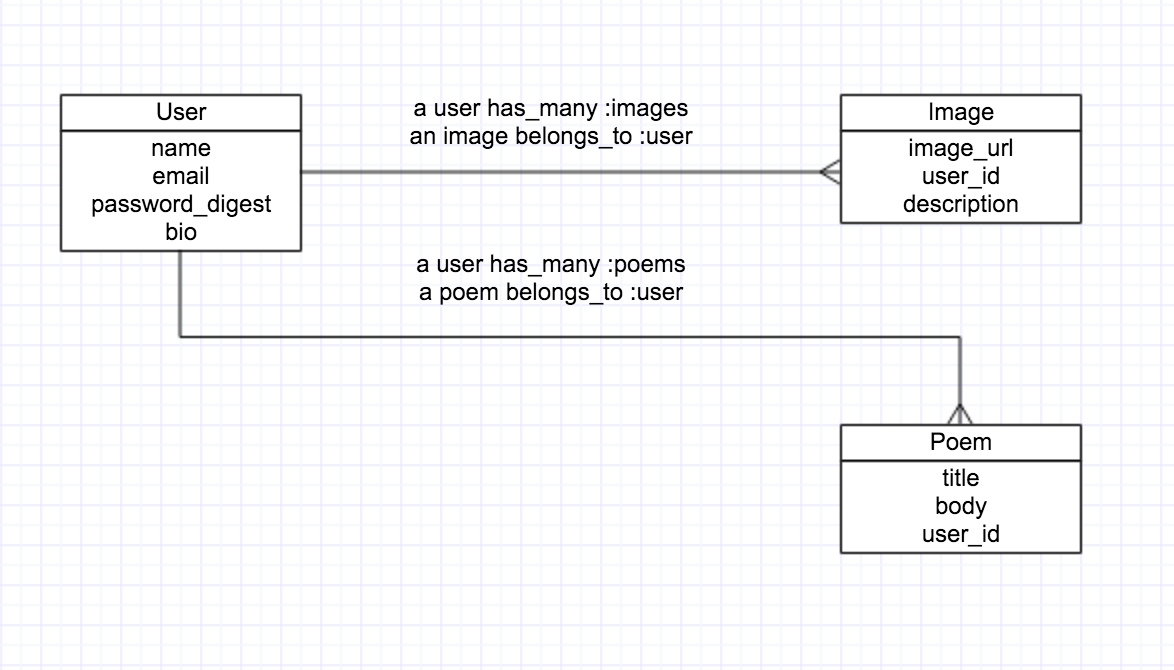 User
name
email
password_digest
bio
a user has_many :images
an image belongs_to :user
Image
image_url
user_id
description
a user has_many :poems
a poem belongs_to :user
Poem
title
body
user_id